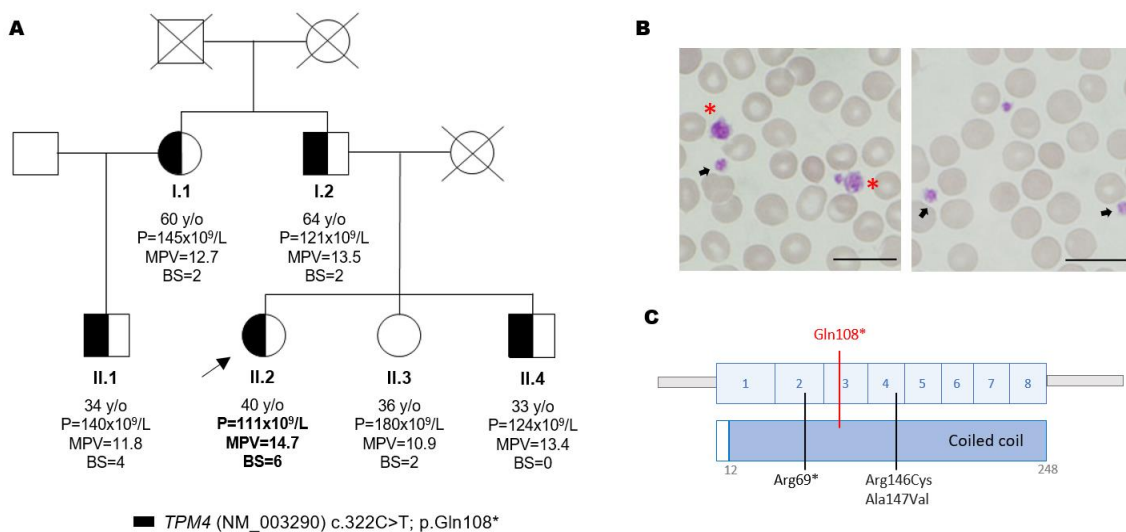 A
I.1
60 y/o
P=145x10⁹/L
MPV=12.7
BS=2
I.2
64 y/o
P=121x10⁹/L
MPV=13.5
BS=2
II.1
34 y/o
P=140x10⁹/L
MPV=11.8
BS=4
II.2
40 y/o
P=111x10⁹/L
MPV=14.7
BS=6
II.3
36 y/o
P=180x10⁹/L
MPV=10.9
BS=2
II.4
33 y/o
P=124x10⁹/L
MPV=13.4
BS=0
TPM4 (NM_003290) c.322C>T; p.Gln108*
B
*
*
C
Gln108*
1 2 3 4 5 6 7 8
Coiled coil
12 248
Arg69* Arg146Cys
Ala147Val